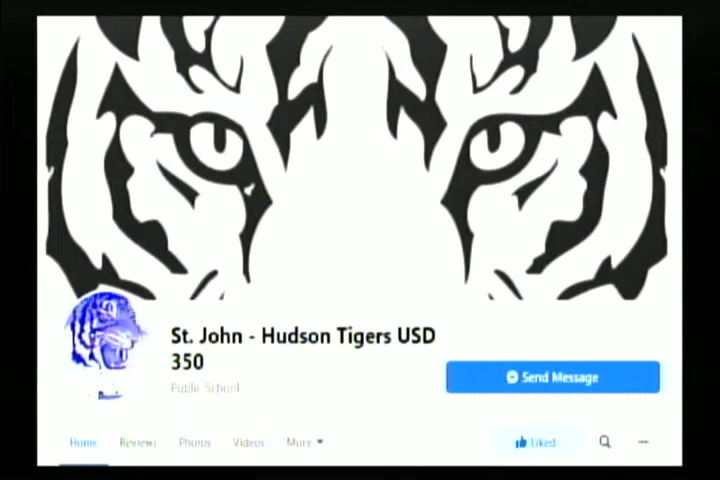 St. John - Hudson Tigers USD
350
Public School
Send Message
Home Reviews Photos Videos More
Liked